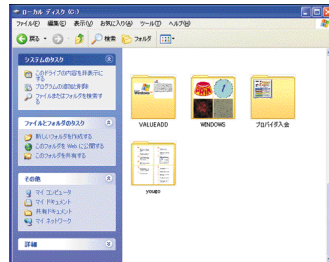 ローカル ディスク (C:)
ファイル(F) 編集(E) 表示(V) お気に入り(A) ツール(T) ヘルプ(H)
戻る 検索 フォルダ
システムのタスク
このドライブの内容を非表示に
する
プログラムの追加と削除
ファイルまたはフォルダを検索す
る
ファイルとフォルダのタスク
新しいフォルダを作成する
このフォルダを Web に公開する
このフォルダを共有する
その他
マイ コンピュータ
マイ ドキュメント
共有ドキュメント
マイ ネットワーク
詳細
VALUEADD
WINDOWS
プロバイダ入会
yougo